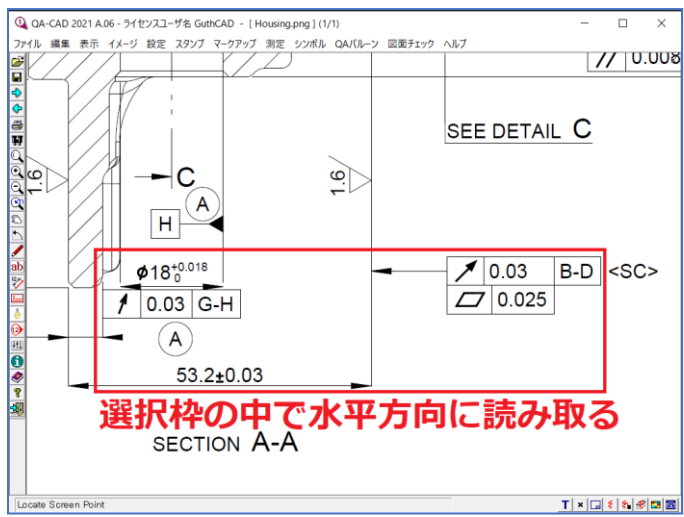 QA-CAD 2021 A.06 - ライセンスユーザ名 GuthCAD - [ Housing.png ] (1/1)
ファイル 編集 表示 イメージ 設定 スタンプ マークアップ 測定 シンボル QAバルーン 図面チェック ヘルプ
// 0.008
SEE DETAIL C
1.6
C
1.6
A
H
⌀18 +0.018 0
0.03 B-D <SC>
0.03 G-H
0.025
A
53.2±0.03
選択枠の中で水平方向に読み取る
SECTION A-A
Locate Screen Point